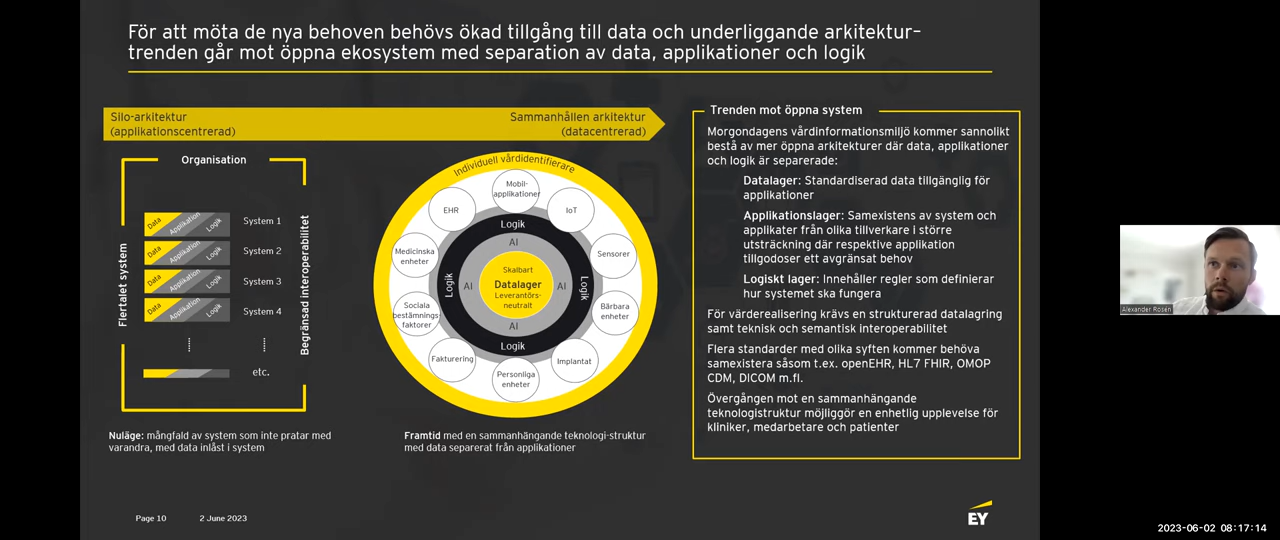 För att möta de nya behoven behövs ökad tillgång till data och underliggande arkitektur–
trenden går mot öppna ekosystem med separation av data, applikationer och logik
Silo-arkitektur
(applikationscentrerad)
Sammanhållen arkitektur
(datacentrerad)
Organisation
Flertalet system
Begränsad interoperabilitet
Data Applikation Logik
System 1
Data Applikation Logik
System 2
Data Applikation Logik
System 3
Data Applikation Logik
System 4
etc.
Nuläge: mångfald av system som inte pratar med
varandra, med data inlåst i system
Individuell vårdidentifierare
Mobil-
applikationer
EHR
IoT
Medicinska
enheter
Sensorer
Sociala
bestämnings-
faktorer
Bärbara
enheter
Fakturering
Implantat
Personliga
enheter
Logik
Logik
Logik
Logik
AI
AI
AI
AI
Skalbart
Datalager
Leverantörs-
neutralt
Framtid med en sammanhängande teknologi-struktur
med data separerat från applikationer
Trenden mot öppna system
Morgondagens vårdinformationsmiljö kommer sannolikt
bestå av mer öppna arkitekturer där data, applikationer
och logik är separerade:
Datalager: Standardiserad data tillgänglig för
applikationer
Applikationslager: Samexistens av system och
applikater från olika tillverkare i större
utsträckning där respektive applikation
tillgodoser ett avgränsat behov
Logiskt lager: Innehåller regler som definierar
hur systemet ska fungera
För värderealisering krävs en strukturerad datalagring
samt teknisk och semantisk interoperabilitet
Flera standarder med olika syften kommer behöva
samexistera såsom t.ex. openEHR, HL7 FHIR, OMOP
CDM, DICOM m.fl.
Övergången mot en sammanhängande
teknologistruktur möjliggör en enhetlig upplevelse för
kliniker, medarbetare och patienter
Page 10
2 June 2023
EY
Alexander Rosén
2023-06-02 08:17:14